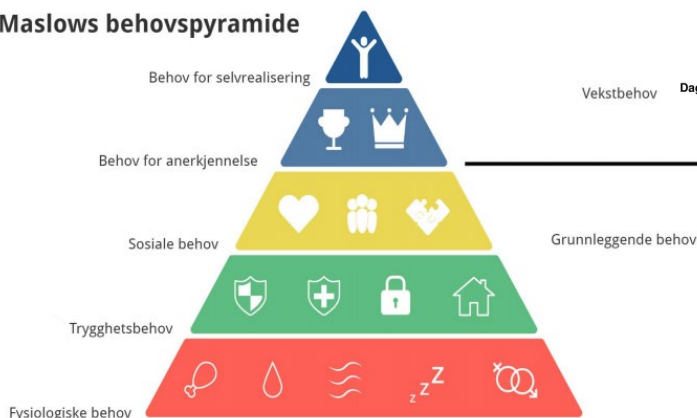 Maslows behovspyramide
Behov for selvrealisering
Vekstbehov
Behov for anerkjennelse
Sosiale behov
Grunnleggende behov
Trygghetsbehov
z z Z
Fysiologiske behov